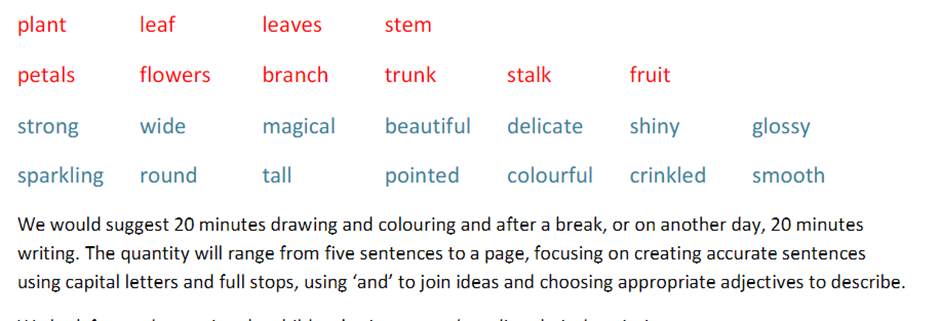 plant leaf leaves stem
petals flowers branch trunk stalk fruit
strong wide magical beautiful delicate shiny glossy
sparkling round tall pointed colourful crinkled smooth
We would suggest 20 minutes drawing and colouring and after a break, or on another day, 20 minutes
writing. The quantity will range from five sentences to a page, focusing on creating accurate sentences
using capital letters and full stops, using ‘and’ to join ideas and choosing appropriate adjectives to describe.